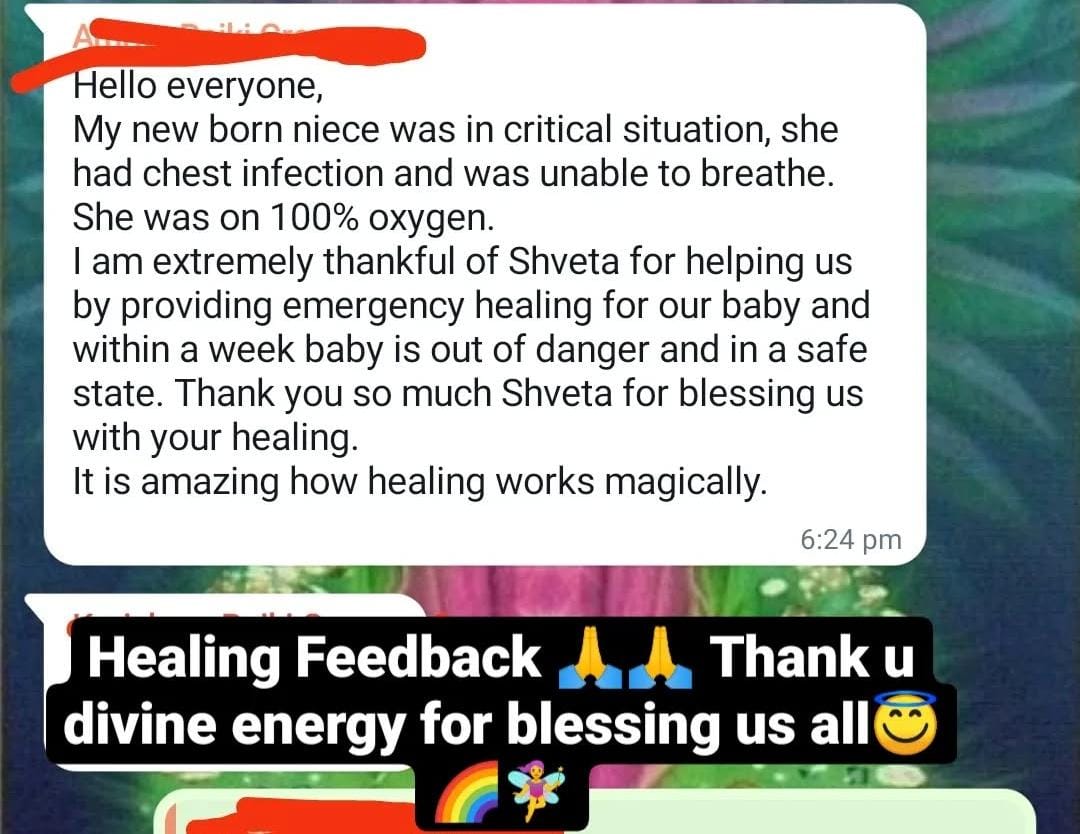 Hello everyone,
My new born niece was in critical situation, she
had chest infection and was unable to breathe.
She was on 100% oxygen.
I am extremely thankful of Shveta for helping us
by providing emergency healing for our baby and
within a week baby is out of danger and in a safe
state. Thank you so much Shveta for blessing us
with your healing.
It is amazing how healing works magically.
6:24 pm
Healing Feedback 🙏🙏 Thank u
divine energy for blessing us all😇
🌈🧚‍♀️